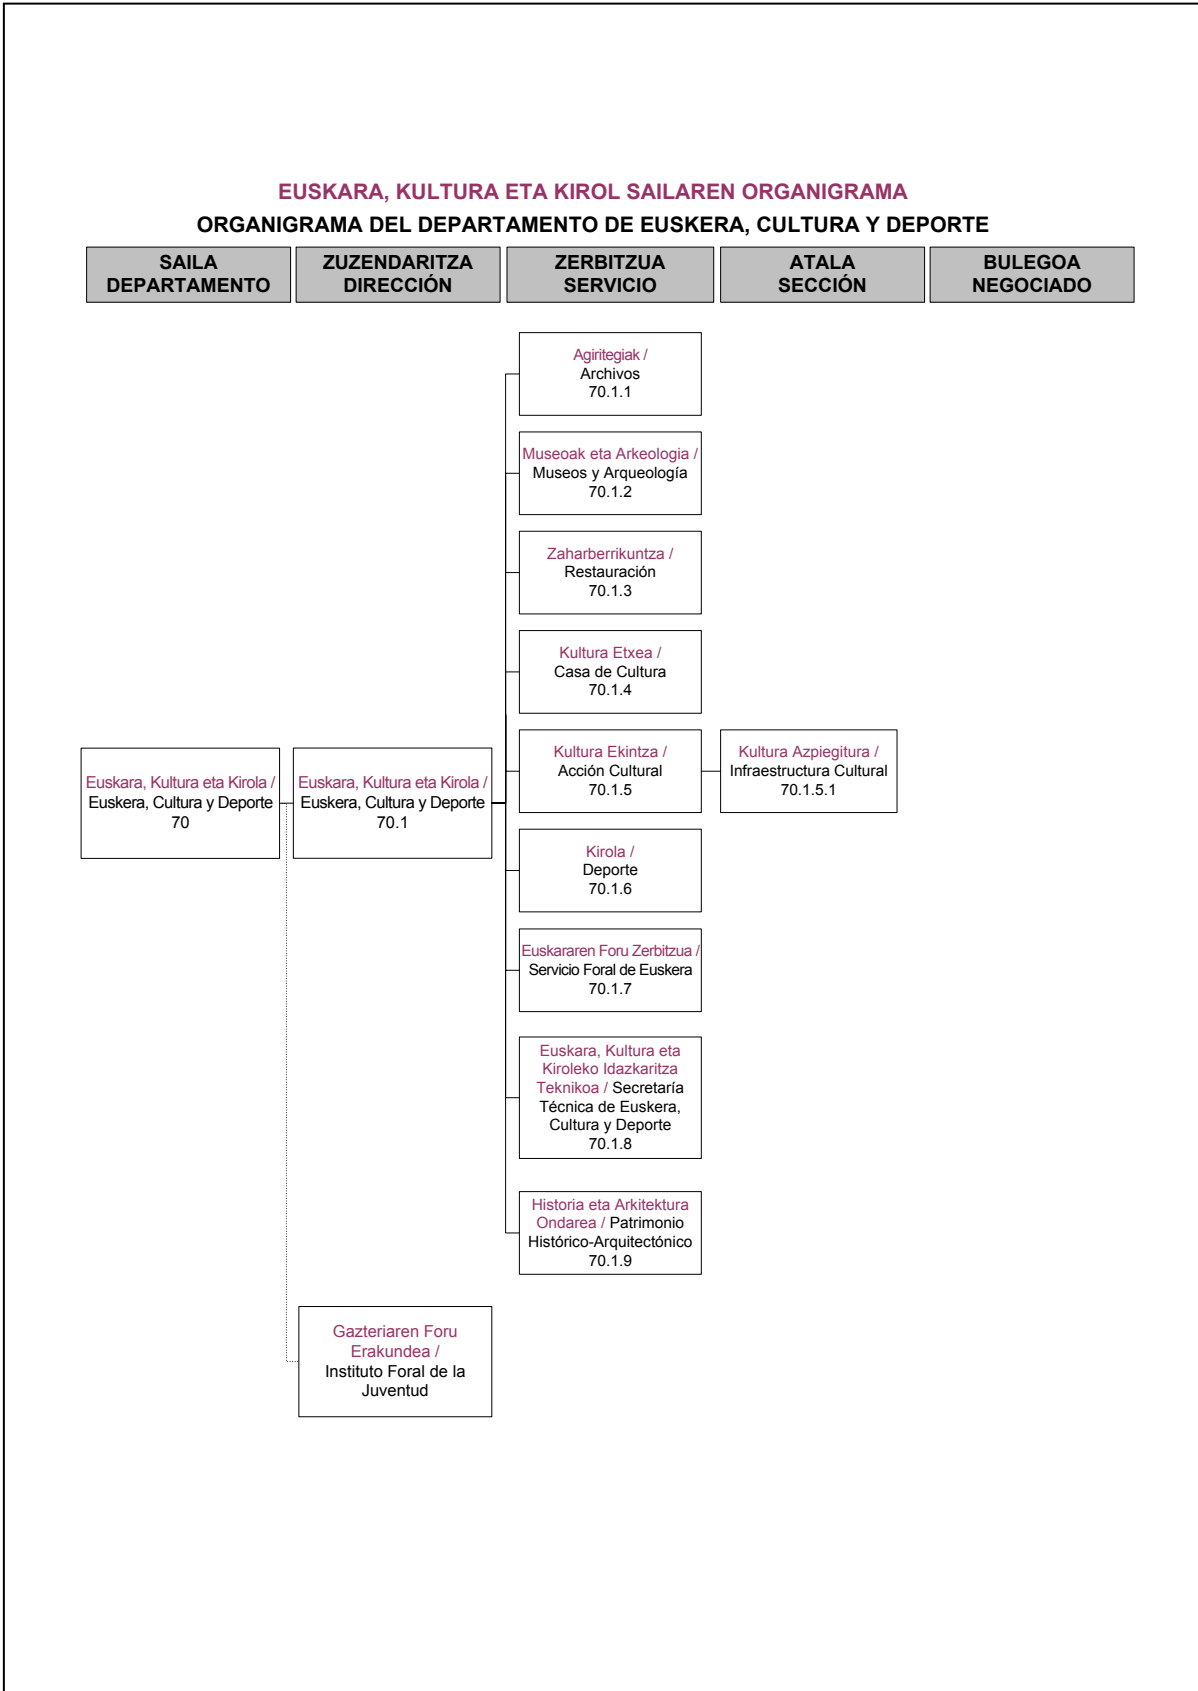 EUSKARA, KULTURA ETA KIROL SAILAREN ORGANIGRAMA
ORGANIGRAMA DEL DEPARTAMENTO DE EUSKERA, CULTURA Y DEPORTE
SAILA
DEPARTAMENTO
ZUZENDARITZA
DIRECCIÓN
ZERBITZUA
SERVICIO
ATALA
SECCIÓN
BULEGOA
NEGOCIADO
Euskara, Kultura eta Kirola /
Euskera, Cultura y Deporte
70
Euskara, Kultura eta Kirola /
Euskera, Cultura y Deporte
70.1
Agiritegiak /
Archivos
70.1.1
Museoak eta Arkeologia /
Museos y Arqueología
70.1.2
Zaharberrikuntza /
Restauración
70.1.3
Kultura Etxea /
Casa de Cultura
70.1.4
Kultura Ekintza /
Acción Cultural
70.1.5
Kultura Azpiegitura /
Infraestructura Cultural
70.1.5.1
Kirola /
Deporte
70.1.6
Euskararen Foru Zerbitzua /
Servicio Foral de Euskera
70.1.7
Euskara, Kultura eta
Kiroleko Idazkaritza
Teknikoa / Secretaría
Técnica de Euskera,
Cultura y Deporte
70.1.8
Historia eta Arkitektura
Ondarea / Patrimonio
Histórico-Arquitectónico
70.1.9
Gazteriaren Foru
Erakundea /
Instituto Foral de la
Juventud